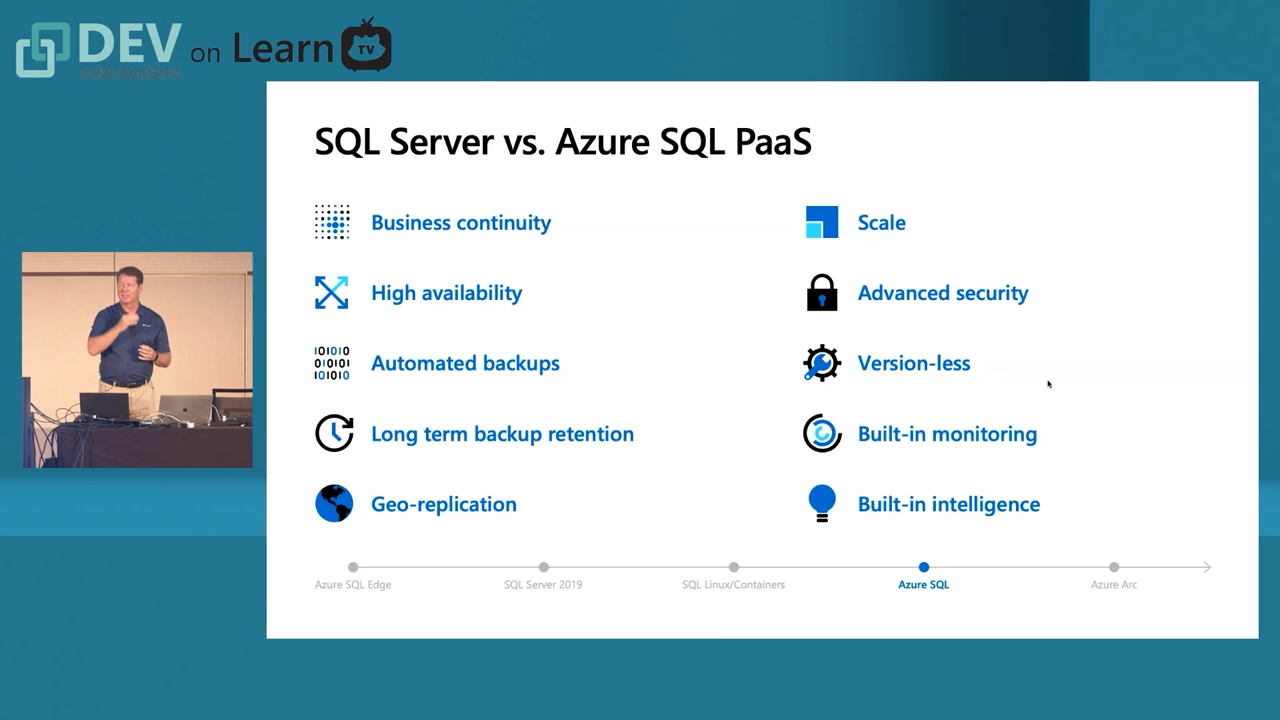 DEV
intersection
on Learn TV
SQL Server vs. Azure SQL PaaS
Business continuity
High availability
Automated backups
Long term backup retention
Geo-replication
Scale
Advanced security
Version-less
Built-in monitoring
Built-in intelligence
Azure SQL Edge
SQL Server 2019
SQL Linux/Containers
Azure SQL
Azure Arc